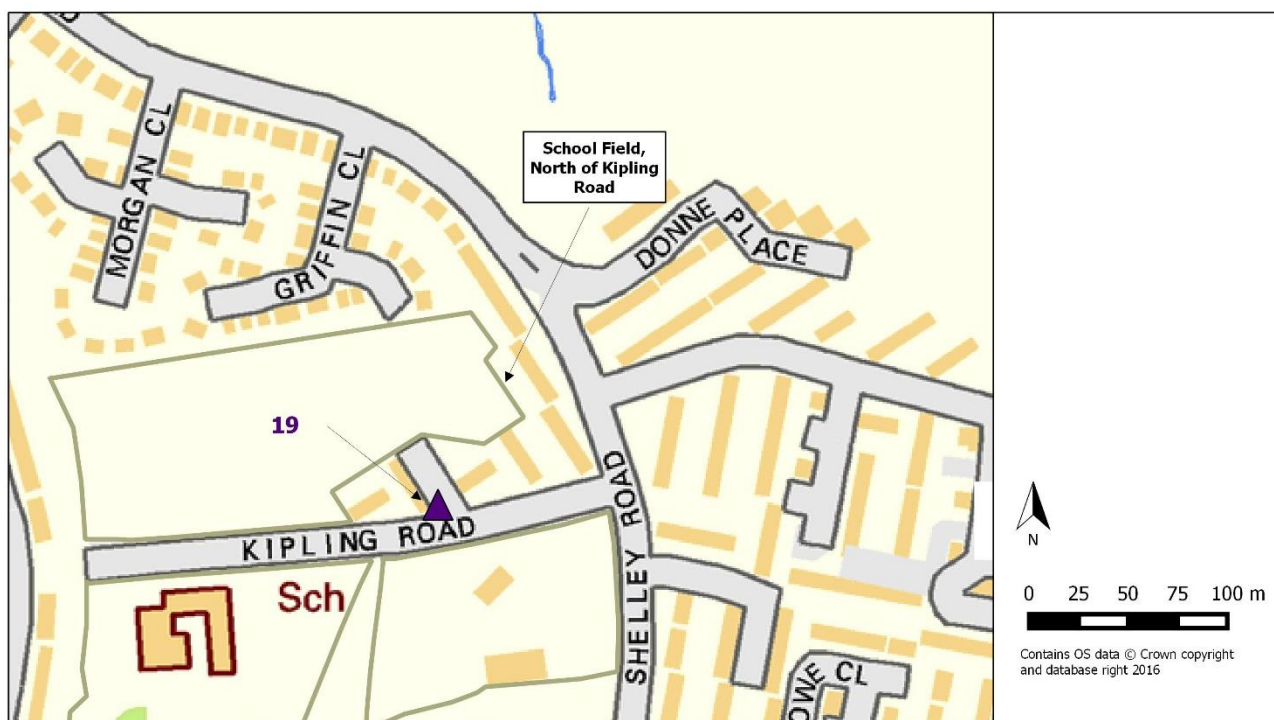 MORGAN CL
GRIFFIN CL
School Field,
North of Kipling
Road
DONNE PLACE
19
KIPLING ROAD
SHELLEY ROAD
Sch
OWE CL
N
0 25 50 75 100 m
Contains OS data © Crown copyright
and database right 2016